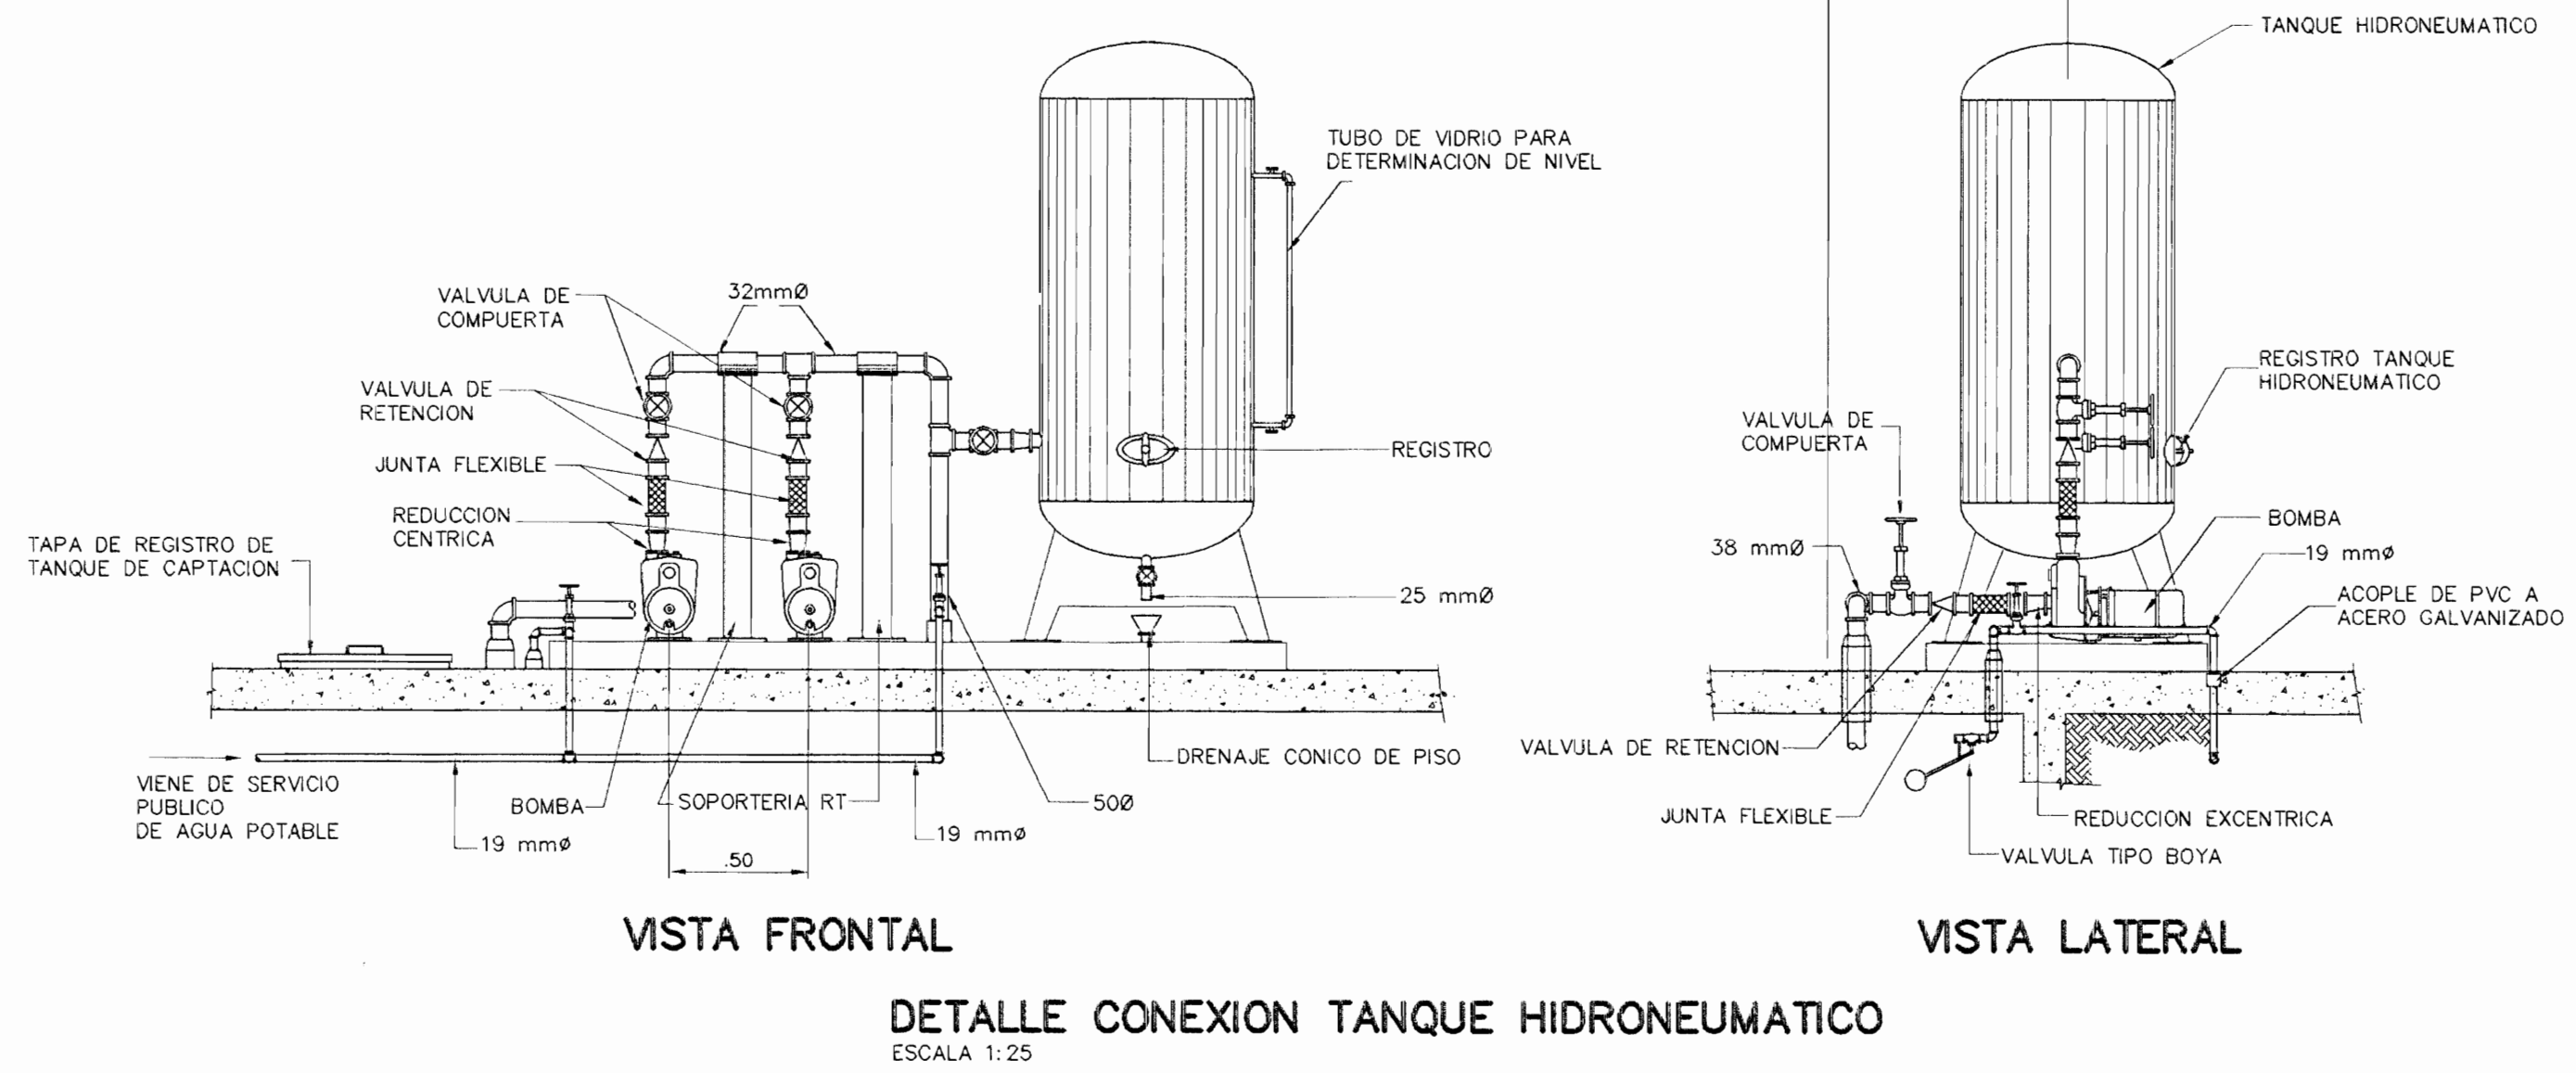 TANQUE HIDRONEUMATICO
TUBO DE VIDRIO PARA
DETERMINACION DE NIVEL
VALVULA DE
COMPUERTA
32mmØ
VALVULA DE
RETENCION
JUNTA FLEXIBLE
REDUCCION
CENTRICA
TAPA DE REGISTRO DE
TANQUE DE CAPTACION
REGISTRO
25 mmØ
VIENE DE SERVICIO
PUBLICO
DE AGUA POTABLE
19 mmØ
BOMBA
SOPORTERIA RT
19 mmØ
50Ø
DRENAJE CONICO DE PISO
.50
VISTA FRONTAL
REGISTRO TANQUE
HIDRONEUMATICO
VALVULA DE
COMPUERTA
38 mmØ
BOMBA
19 mmØ
ACOPLE DE PVC A
ACERO GALVANIZADO
VALVULA DE RETENCION
JUNTA FLEXIBLE
REDUCCION EXCENTRICA
VALVULA TIPO BOYA
VISTA LATERAL
DETALLE CONEXION TANQUE HIDRONEUMATICO
ESCALA 1:25